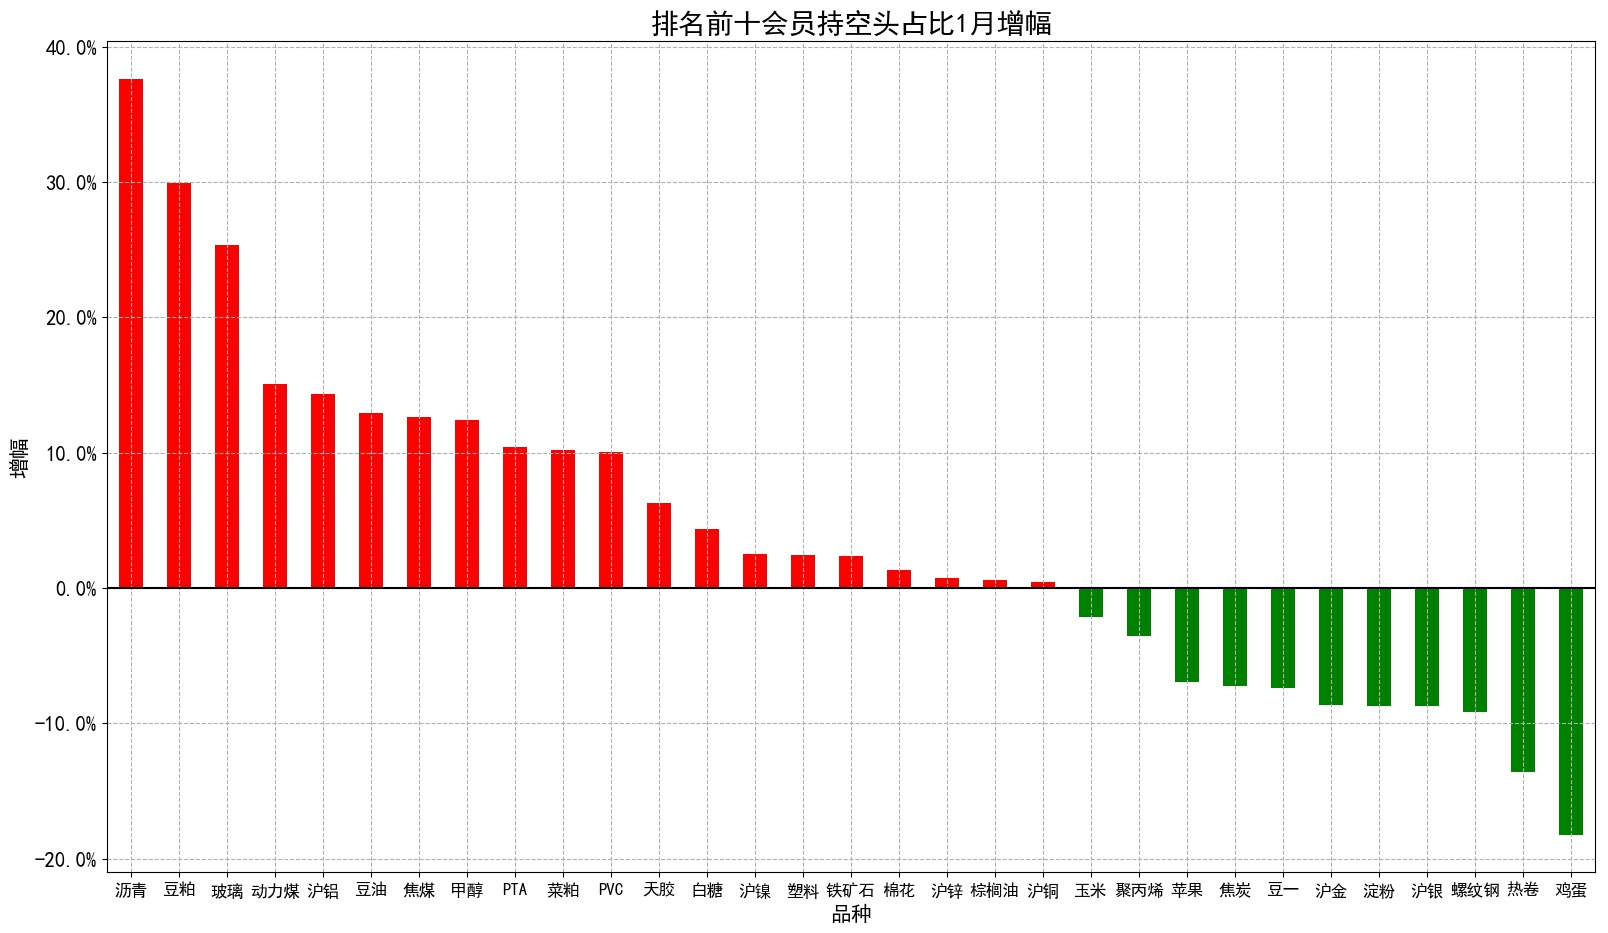 排名前十会员持空头占比1月增幅
40.0%
30.0%
20.0%
10.0%
0.0%
-10.0%
-20.0%
增幅
沥青 豆粕 玻璃 动力煤 沪铝 豆油 焦煤 甲醇 PTA 菜粕 PVC 天胶 白糖 沪镍 塑料 铁矿石 棉花 沪锌 棕榈油 沪铜 玉米 聚丙烯 苹果 焦炭 豆一 沪金 淀粉 沪银 螺纹钢 热卷 鸡蛋
品种